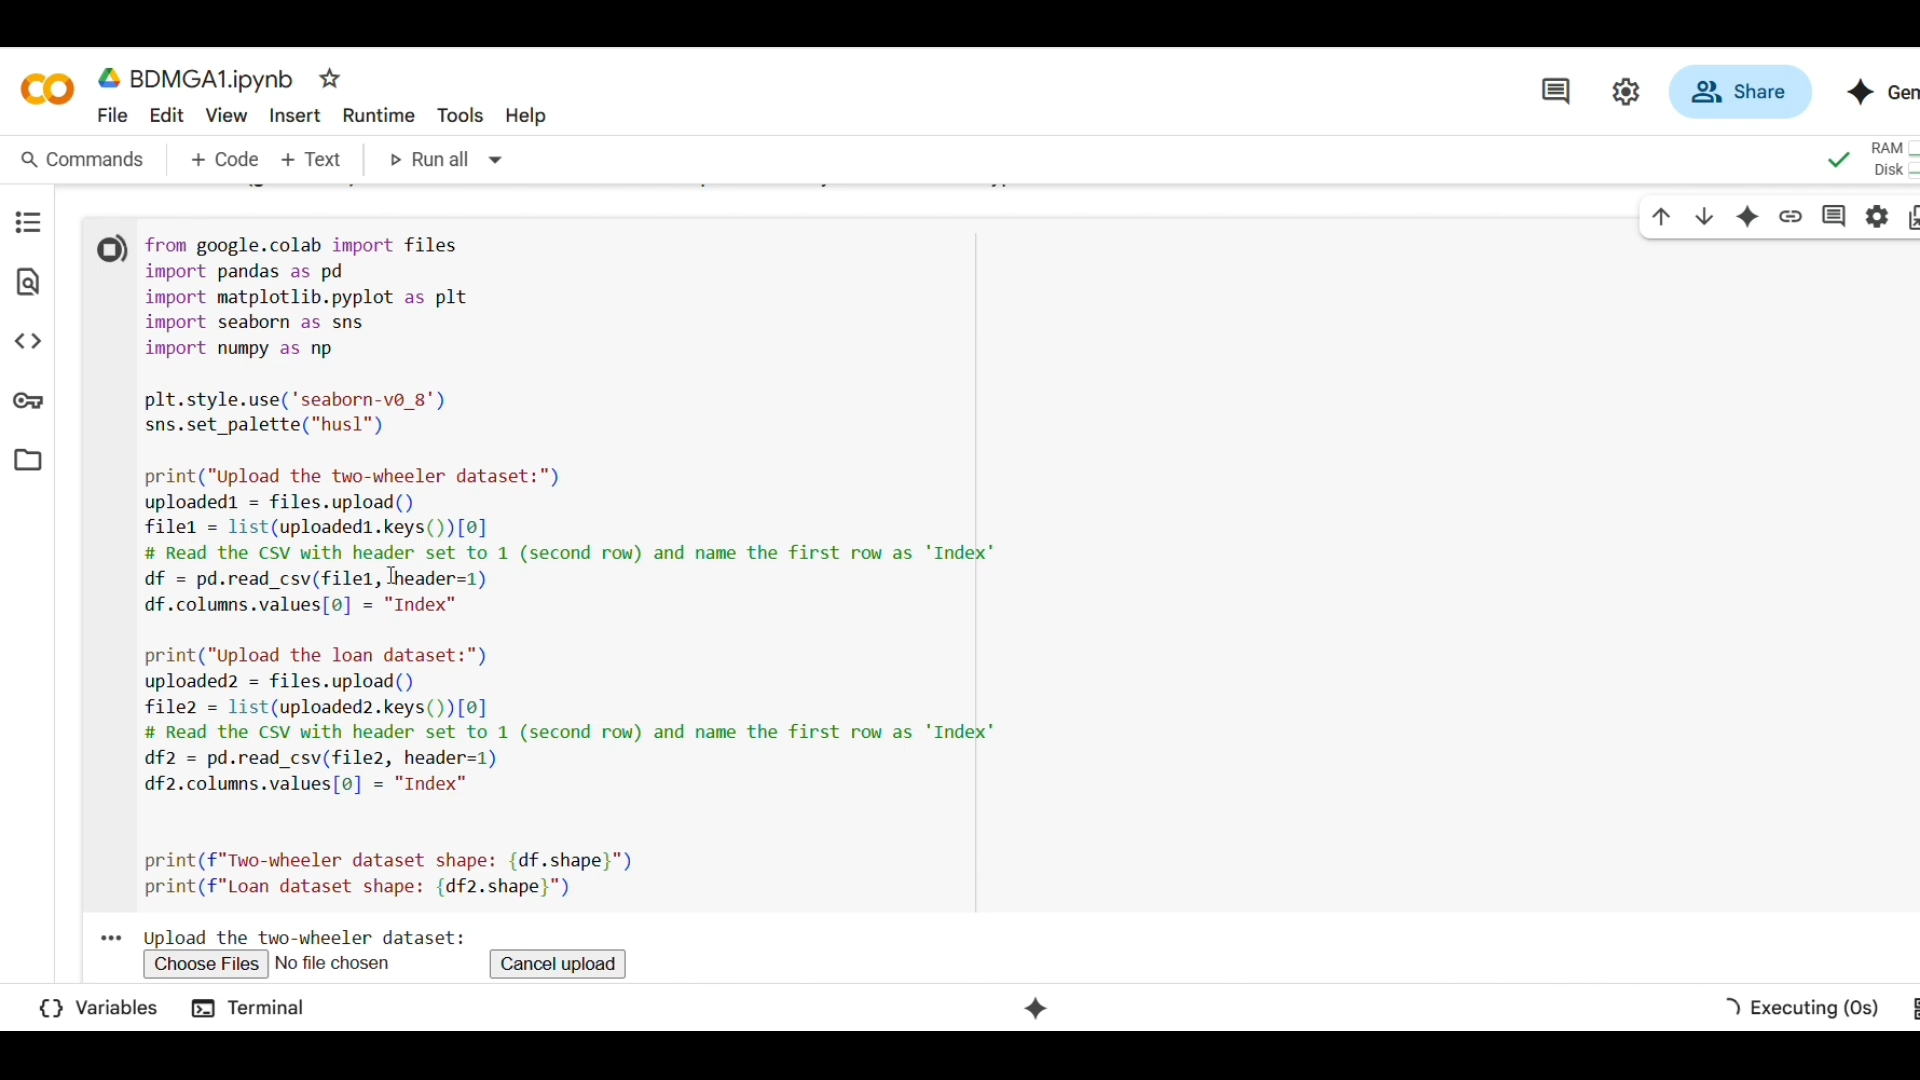 BDMGA1.ipynb
File Edit View Insert Runtime Tools Help
Share
Commands + Code + Text Run all
RAM
Disk
from google.colab import files
import pandas as pd
import matplotlib.pyplot as plt
import seaborn as sns
import numpy as np
plt.style.use('seaborn-v0_8')
sns.set_palette("husl")
print("Upload the two-wheeler dataset:")
uploaded1 = files.upload()
file1 = list(uploaded1.keys())[0]
# Read the CSV with header set to 1 (second row) and name the first row as 'Index'
df = pd.read_csv(file1, header=1)
df.columns.values[0] = "Index"
print("Upload the loan dataset:")
uploaded2 = files.upload()
file2 = list(uploaded2.keys())[0]
# Read the CSV with header set to 1 (second row) and name the first row as 'Index'
df2 = pd.read_csv(file2, header=1)
df2.columns.values[0] = "Index"
print(f"Two-wheeler dataset shape: {df.shape}")
print(f"Loan dataset shape: {df2.shape}")
Upload the two-wheeler dataset:
Choose Files No file chosen Cancel upload
Variables Terminal Executing (0s)